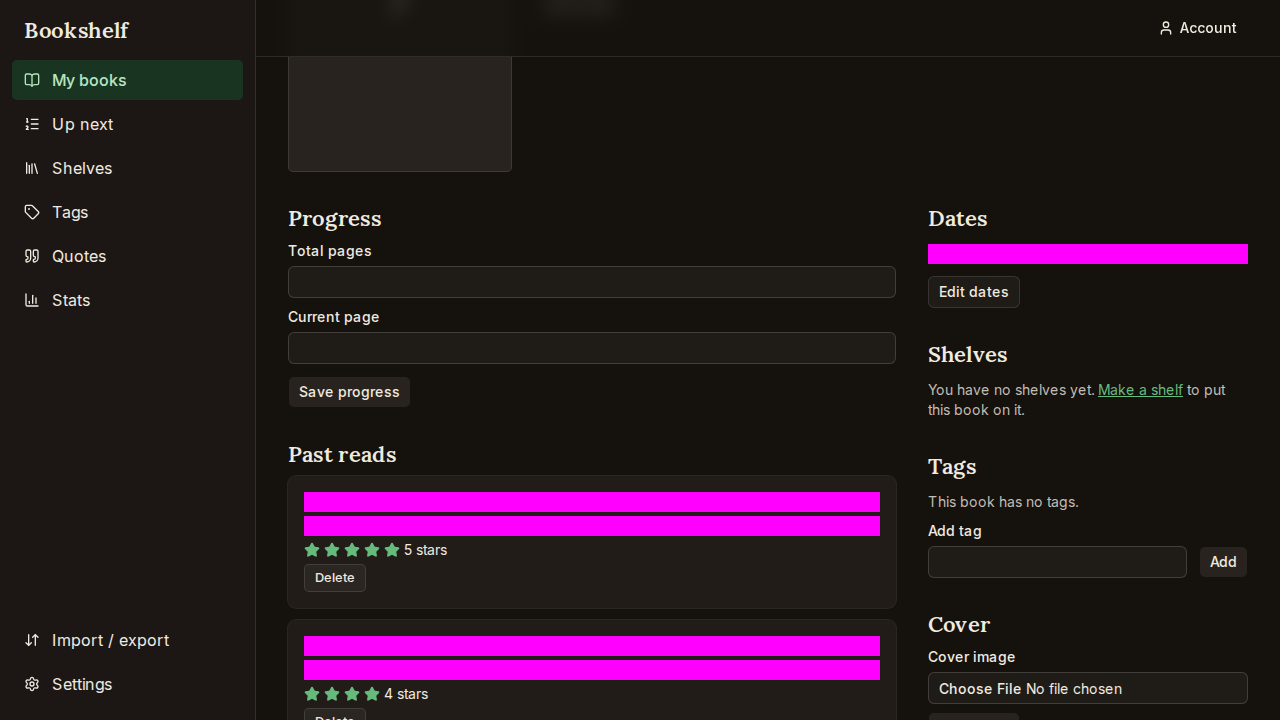 Bookshelf
My books
Up next
Shelves
Tags
Quotes
Stats
Import / export
Settings
Account
Progress
Total pages
Current page
Save progress
Past reads
5 stars
Delete
4 stars
Delete
Dates
Edit dates
Shelves
You have no shelves yet. Make a shelf to put
this book on it.
Tags
This book has no tags.
Add tag
Add
Cover
Cover image
Choose File No file chosen